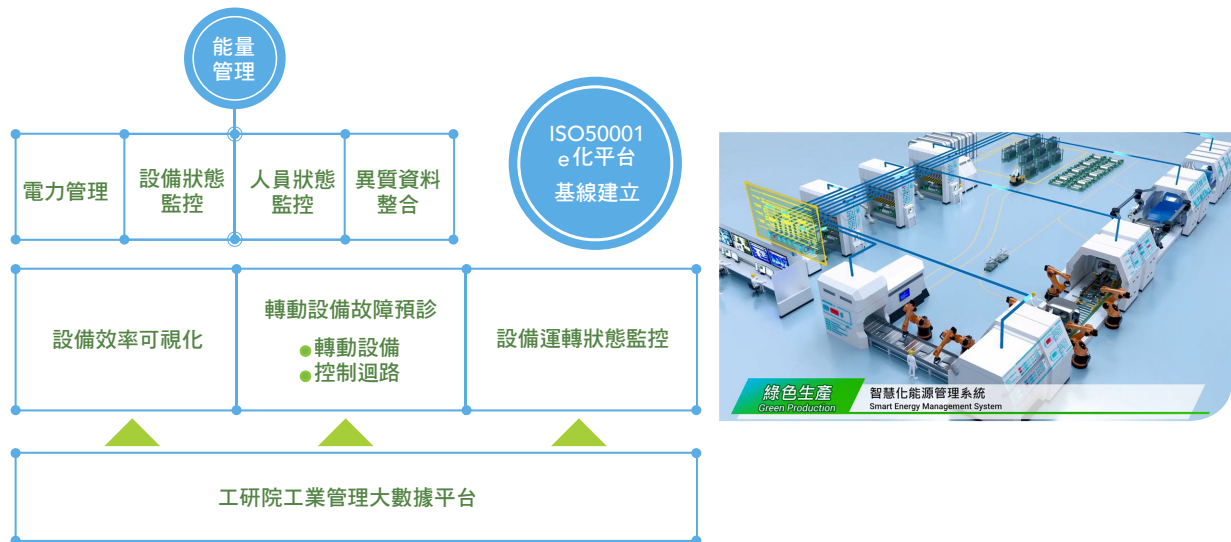 能量
管理
電力管理
設備狀態
監控
人員狀態
監控
異質資料
整合
ISO50001
e化平台
基線建立
設備效率可視化
轉動設備故障預診
轉動設備
控制迴路
設備運轉狀態監控
工研院工業管理大數據平台
綠色生產
Green Production
智慧化能源管理系統
Smart Energy Management System